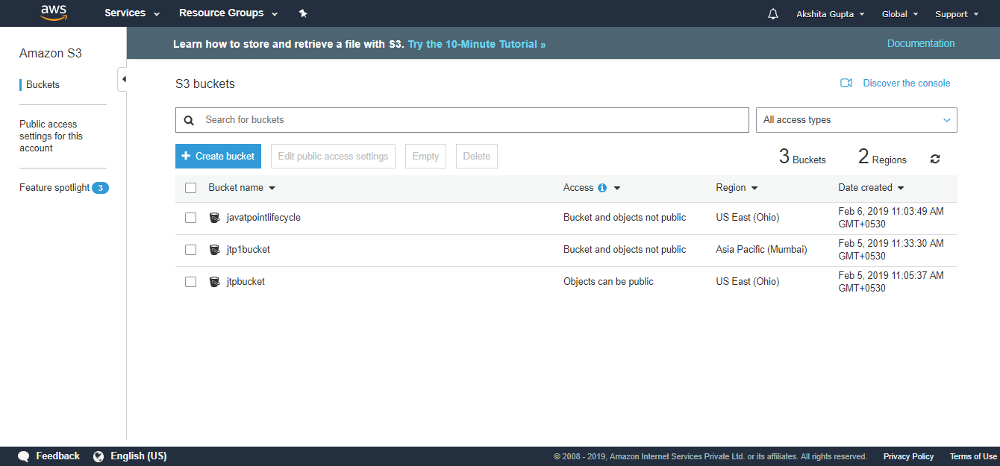 aws Services Resource Groups Akshita Gupta Global Support
Amazon S3
Buckets
Public access
settings for this
account
Feature spotlight 3
Learn how to store and retrieve a file with S3. Try the 10-Minute Tutorial » Documentation
S3 buckets Discover the console
Search for buckets All access types
+ Create bucket Edit public access settings Empty Delete 3 Buckets 2 Regions
Bucket name Access Region Date created
javatpointlifecycle Bucket and objects not public US East (Ohio) Feb 6, 2019 11:03:49 AM
GMT+0530
jtp1bucket Bucket and objects not public Asia Pacific (Mumbai) Feb 5, 2019 11:33:30 AM
GMT+0530
jtpbucket Objects can be public US East (Ohio) Feb 5, 2019 11:05:37 AM
GMT+0530
Feedback English (US) © 2008 - 2019, Amazon Internet Services Private Ltd. or its affiliates. All rights reserved. Privacy Policy Terms of Use